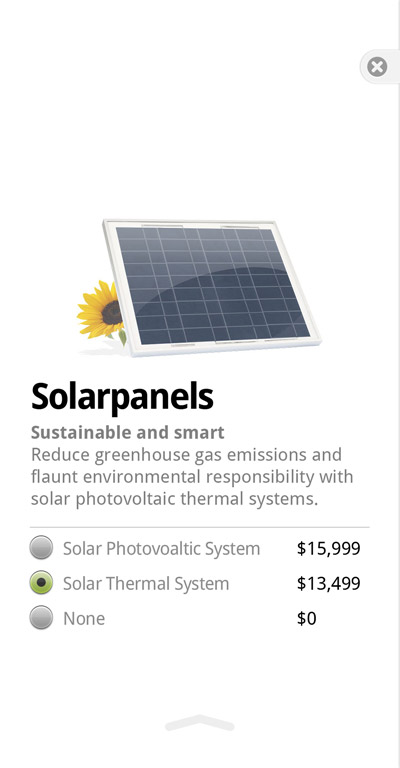 Solarpanels
Sustainable and smart
Reduce greenhouse gas emissions and
flaunt environmental responsibility with
solar photovoltaic thermal systems.
Solar Photovoaltic System $15,999
Solar Thermal System $13,499
None $0